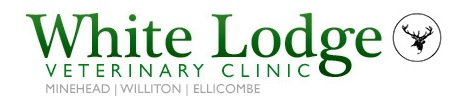 White Lodge
VETERINARY CLINIC
MINEHEAD | WILLITON | ELLICOMBE